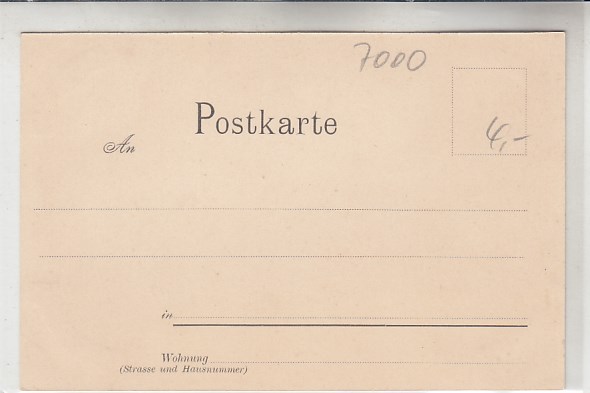 7000
Postkarte
4,-
An
in
Wohnung
(Strasse und Hausnummer)